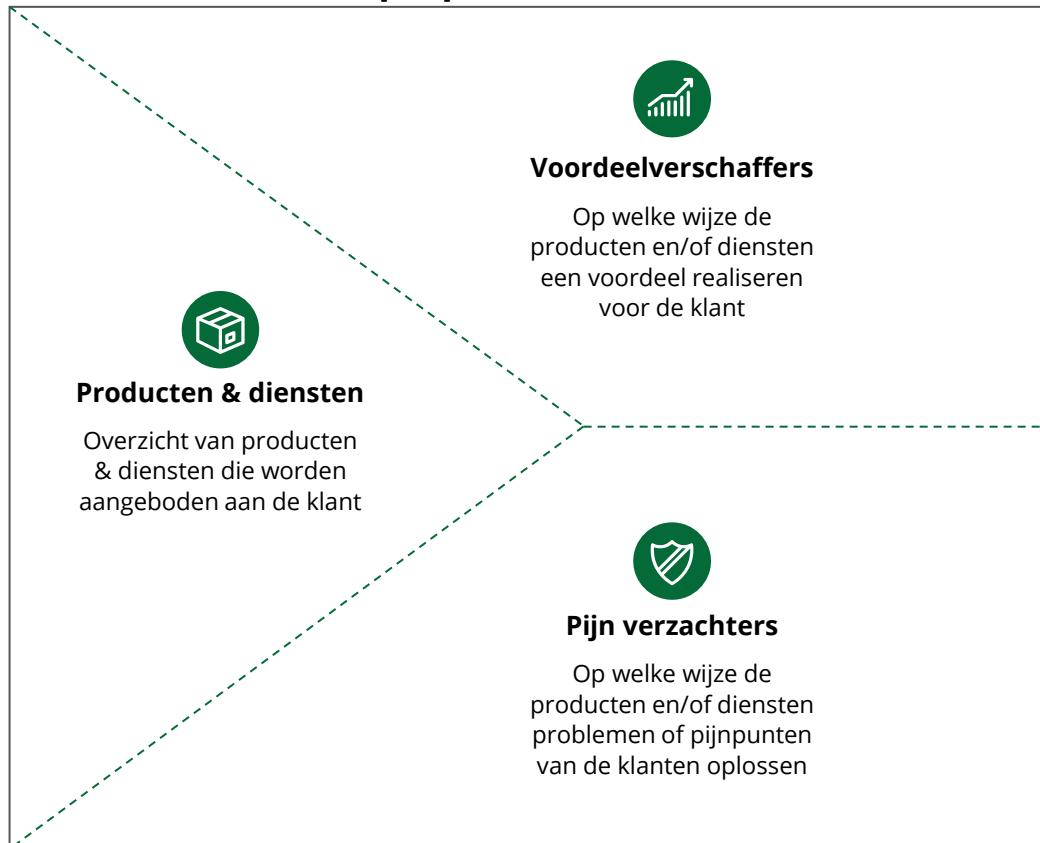 Voordeelverschaffers
Op welke wijze de
producten en/of diensten
een voordeel realiseren
voor de klant
Producten & diensten
Overzicht van producten
& diensten die worden
aangeboden aan de klant
Pijn verzachters
Op welke wijze de
producten en/of diensten
problemen of pijnpunten
van de klanten oplossen